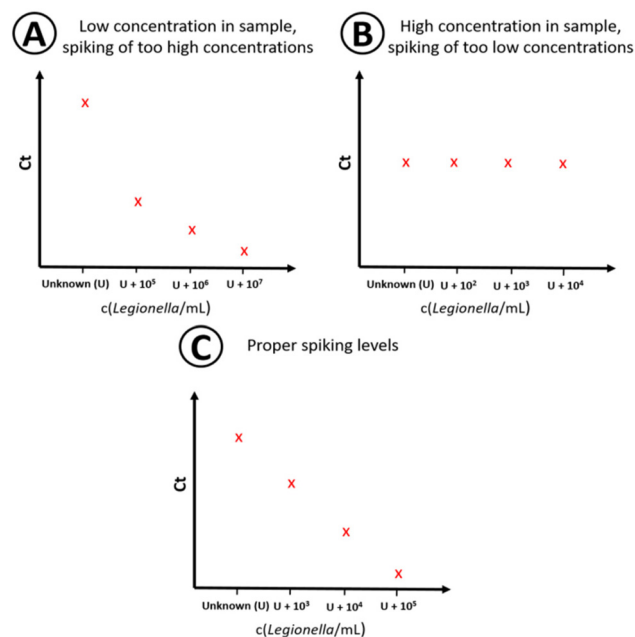 A
Low concentration in sample,
spiking of too high concentrations
Ct
x
x
x
x
Unknown (U) U + 10⁵ U + 10⁶ U + 10⁷
c(Legionella/mL)
B
High concentration in sample,
spiking of too low concentrations
Ct
x x x x
Unknown (U) U + 10² U + 10³ U + 10⁴
c(Legionella/mL)
C
Proper spiking levels
Ct
x
x
x
x
Unknown (U) U + 10³ U + 10⁴ U + 10⁵
c(Legionella/mL)